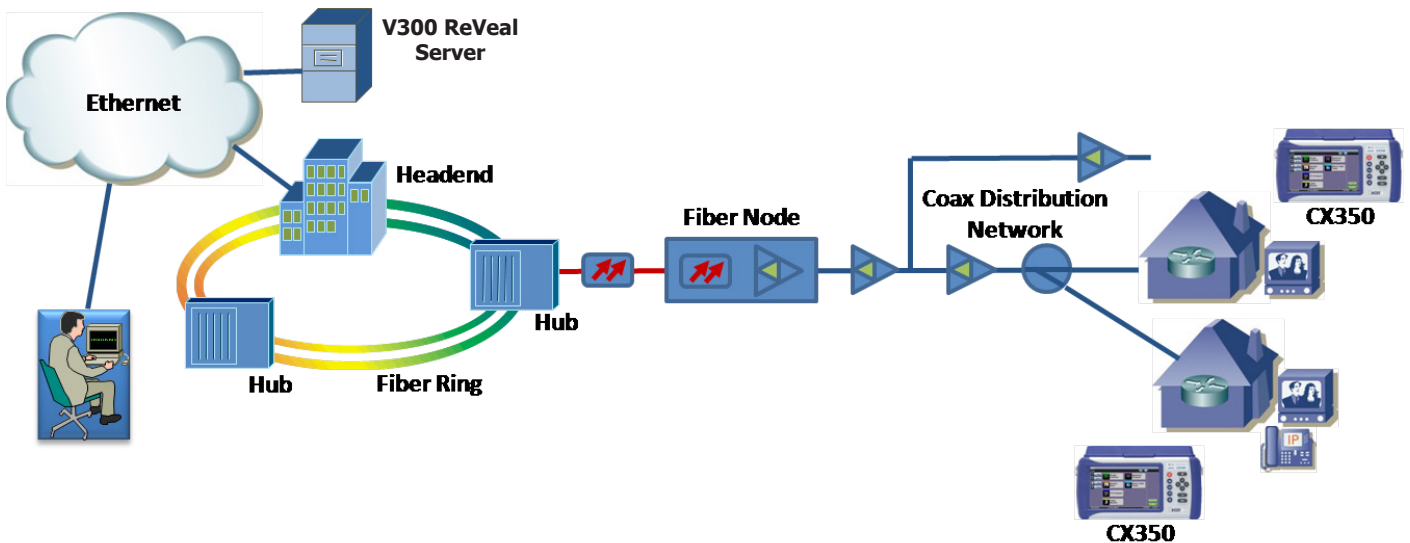 V300 ReVeal
Server
Ethernet
Headend
Hub
Hub
Fiber Ring
Fiber Node
Coax Distribution
Network
CX350
IP
CX350